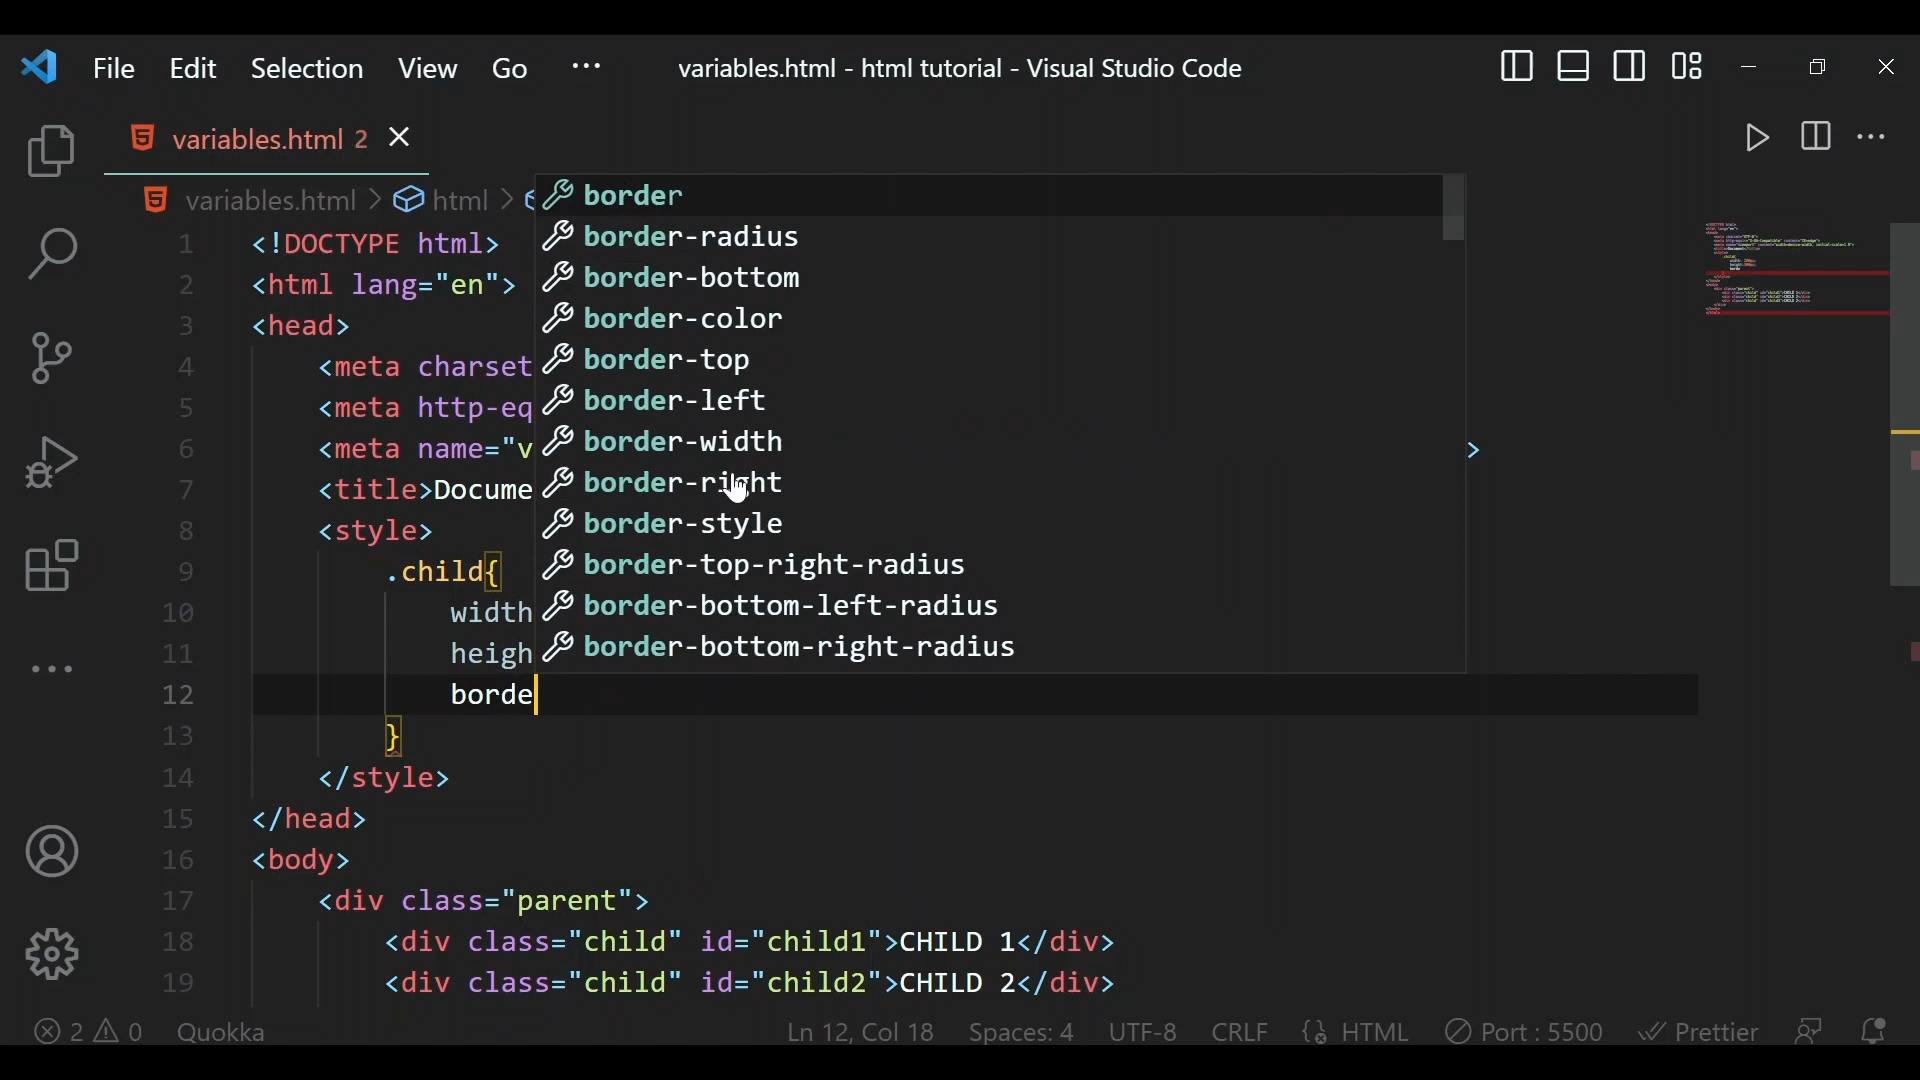 File Edit Selection View Go ··· variables.html - html tutorial - Visual Studio Code
variables.html 2
variables.html > html >
border
border-radius
border-bottom
border-color
border-top
border-left
border-width
border-right
border-style
border-top-right-radius
border-bottom-left-radius
border-bottom-right-radius
1 <!DOCTYPE html>
2 <html lang="en">
3 <head>
4 <meta charset
5 <meta http-eq
6 <meta name="v >
7 <title>Docume
8 <style>
9 .child{
10 width
11 heigh
12 borde
13 }
14 </style>
15 </head>
16 <body>
17 <div class="parent">
18 <div class="child" id="child1">CHILD 1</div>
19 <div class="child" id="child2">CHILD 2</div>
2 0 Quokka Ln 12, Col 18 Spaces: 4 UTF-8 CRLF {} HTML Port : 5500 Prettier